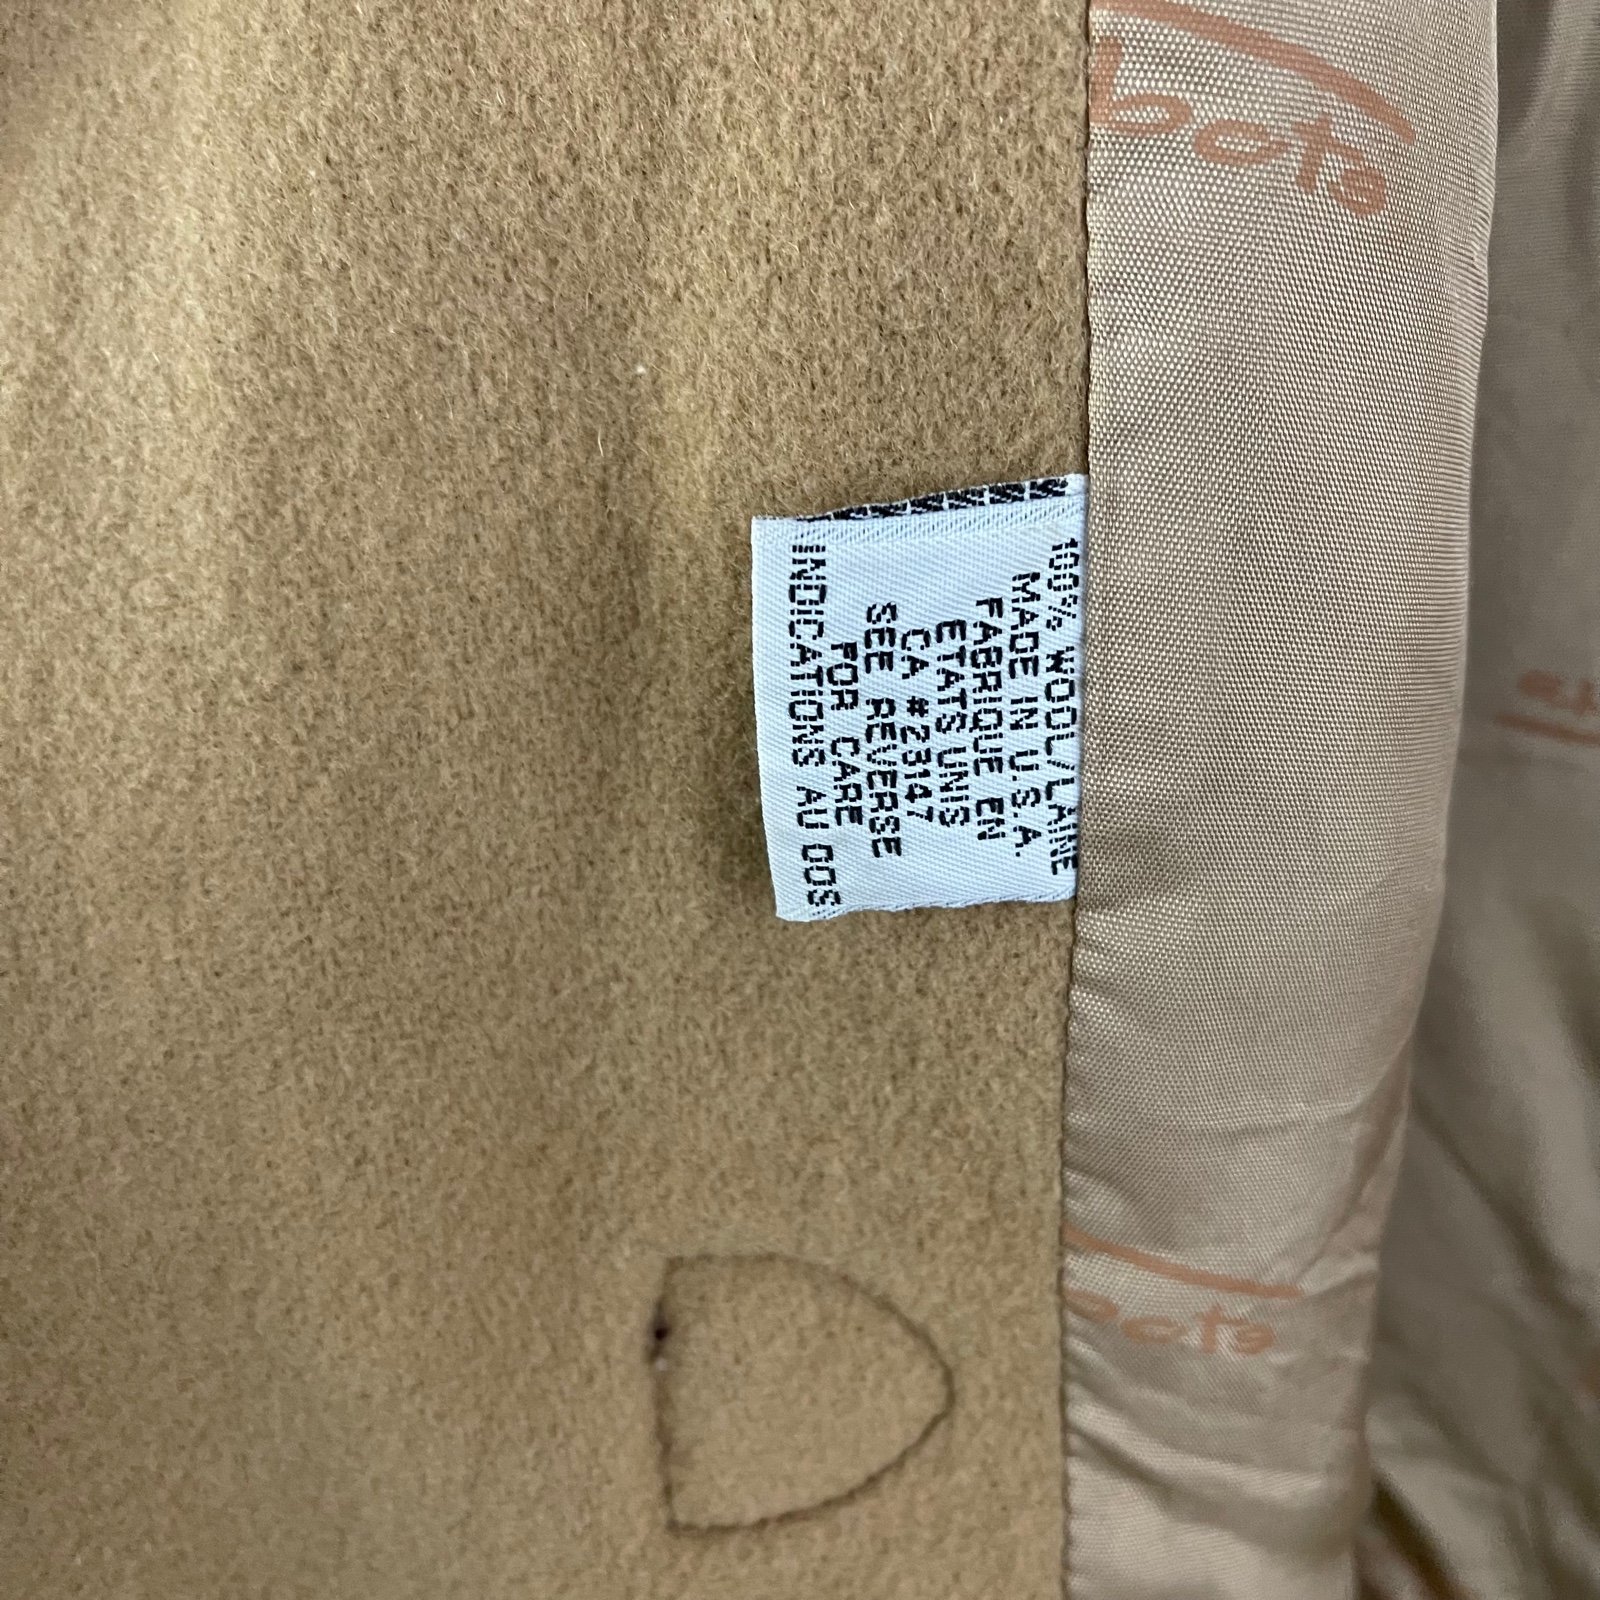 100% WOOL/LAINE
MADE IN U.S.A.
FABRIQUE EN
ETATS UNIS
CA #23147
SEE REVERSE
FOR CARE
INDICATIONS AU DOS